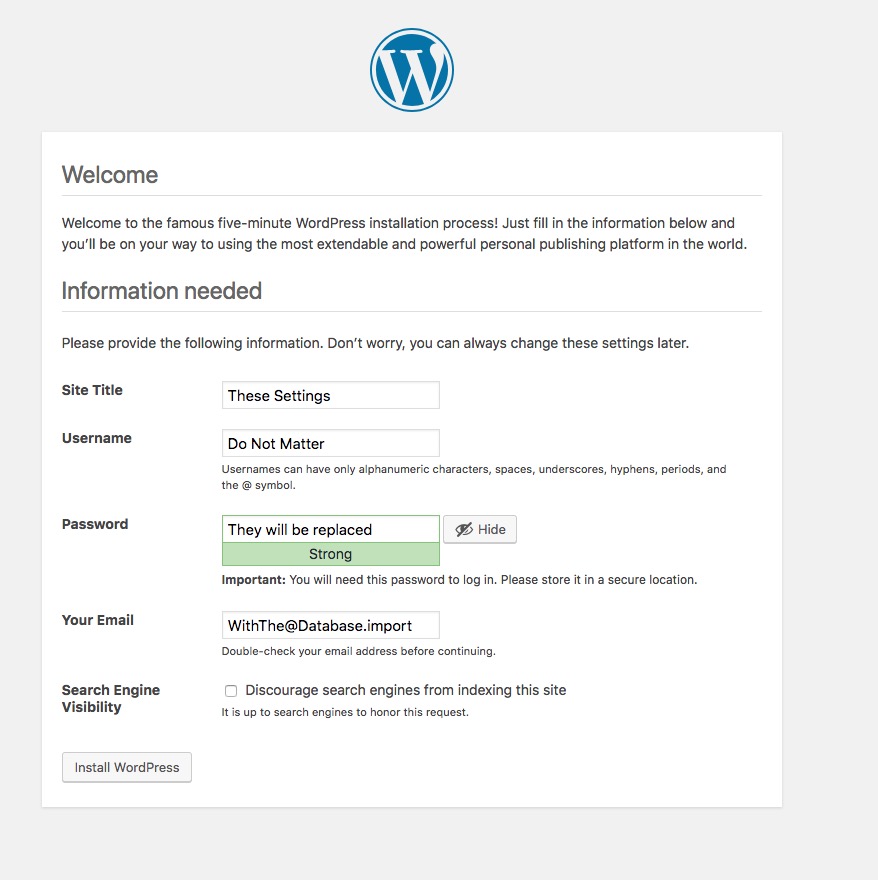 Welcome
Welcome to the famous five-minute WordPress installation process! Just fill in the information below and
you’ll be on your way to using the most extendable and powerful personal publishing platform in the world.
Information needed
Please provide the following information. Don’t worry, you can always change these settings later.
Site Title
These Settings
Username
Do Not Matter
Usernames can have only alphanumeric characters, spaces, underscores, hyphens, periods, and
the @ symbol.
Password
They will be replaced
Hide
Strong
Important: You will need this password to log in. Please store it in a secure location.
Your Email
WithThe@Database.import
Double-check your email address before continuing.
Search Engine
Visibility
Discourage search engines from indexing this site
It is up to search engines to honor this request.
Install WordPress